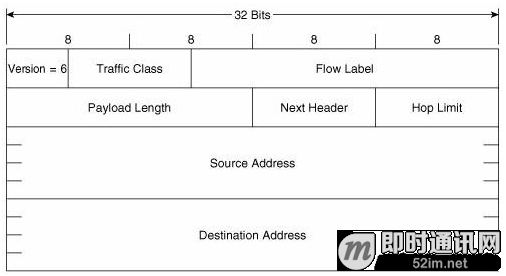 32 Bits
8 8 8 8
Version = 6 Traffic Class Flow Label
Payload Length Next Header Hop Limit
Source Address
Destination Address
m 即时通讯网
52im.net